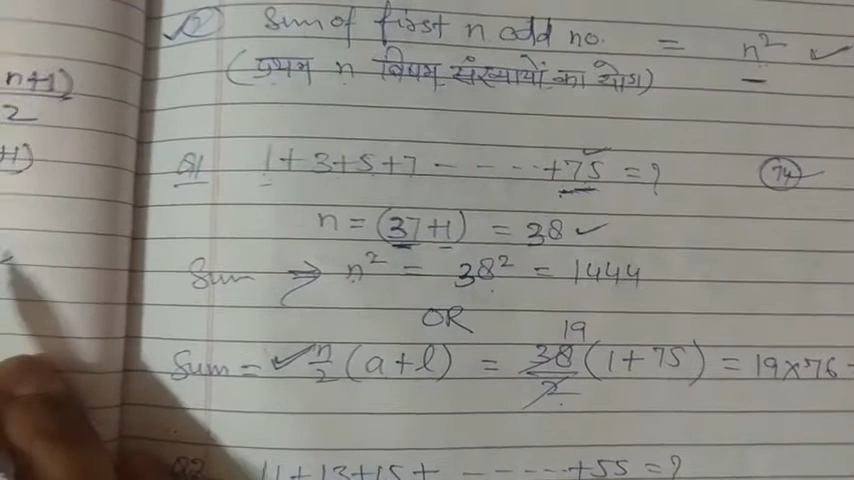 n+1)
2
+1)
② Sum of first n odd no. = n² ✓
(प्रथम n विषम संख्यायों का योग)
Q1 1+3+5+7 - - - - - +75 = ? 74
n = (37+1) = 38 ✓
Sum ⇒ n² = 38² = 1444
OR
19
Sum = ✓ n/2 (a+l) = 38/2 (1+75) = 19×76
Q2 11+13+15+ - - - - - - +55 = ?